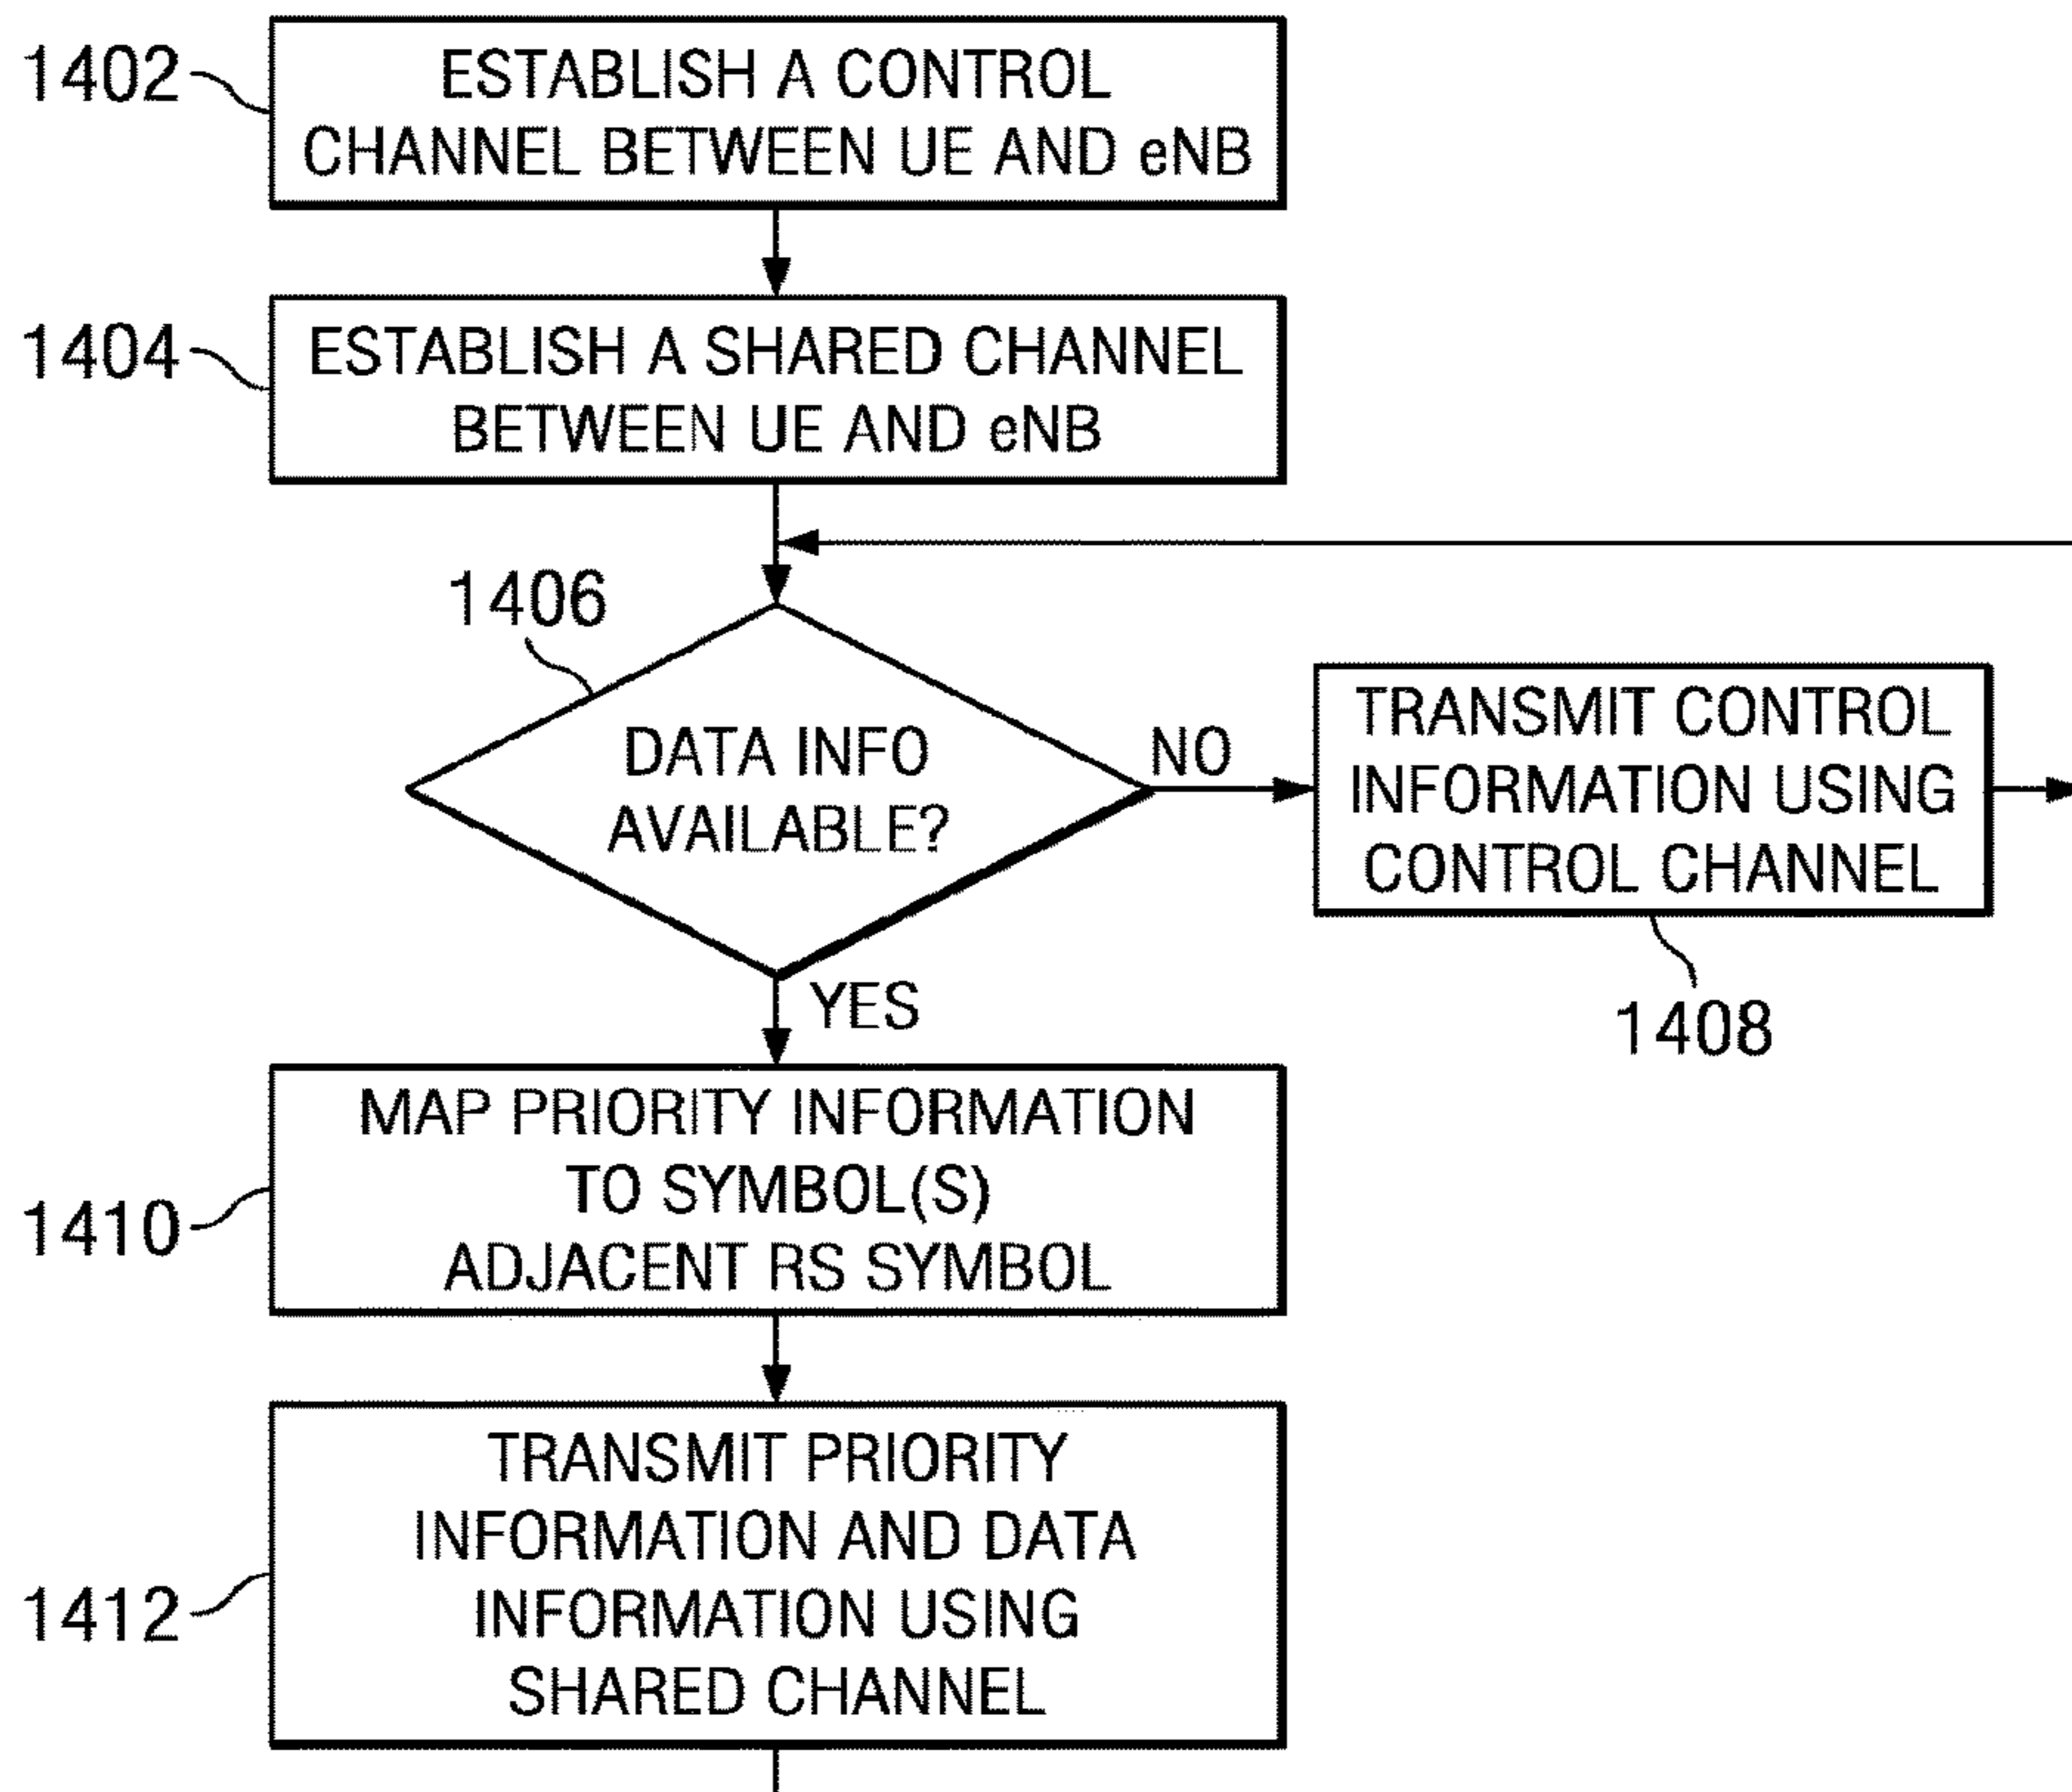 1402
ESTABLISH A CONTROL
CHANNEL BETWEEN UE AND eNB
1404
ESTABLISH A SHARED CHANNEL
BETWEEN UE AND eNB
1406
DATA INFO
AVAILABLE?
NO
TRANSMIT CONTROL
INFORMATION USING
CONTROL CHANNEL
1408
YES
1410
MAP PRIORITY INFORMATION
TO SYMBOL(S)
ADJACENT RS SYMBOL
1412
TRANSMIT PRIORITY
INFORMATION AND DATA
INFORMATION USING
SHARED CHANNEL